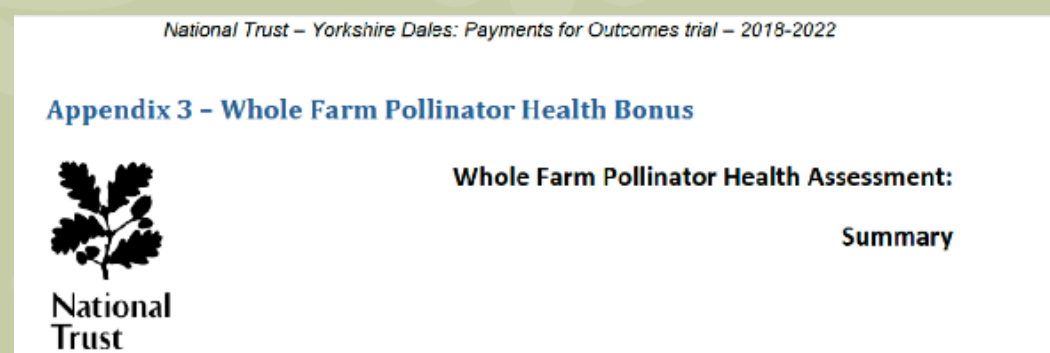 National Trust – Yorkshire Dales: Payments for Outcomes trial – 2018-2022
Appendix 3 – Whole Farm Pollinator Health Bonus
Whole Farm Pollinator Health Assessment:
Summary
National
Trust